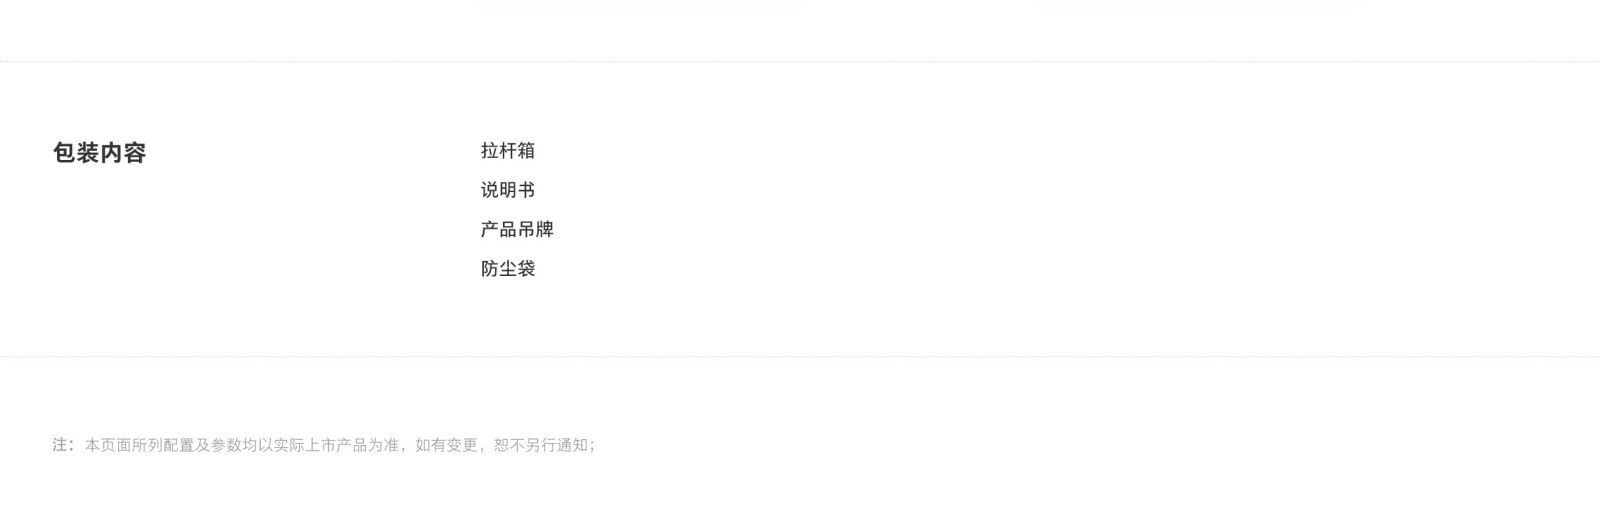 包装内容
拉杆箱
说明书
产品吊牌
防尘袋
注：本页面所列配置及参数均以实际上市产品为准，如有变更，恕不另行通知；